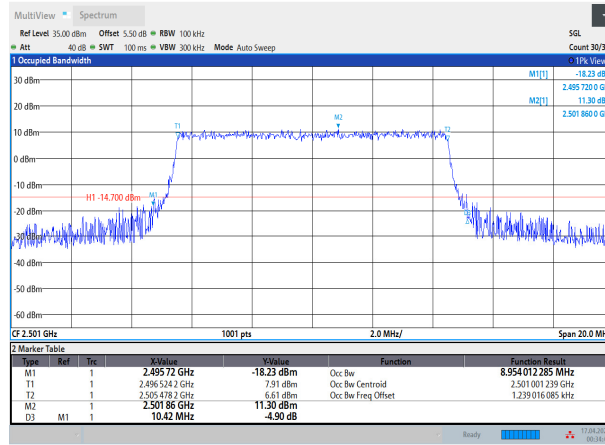 MultiView Spectrum
Ref Level 35.00 dBm Offset 5.50 dB RBW 100 kHz SGL
Att 40 dB SWT 100 ms VBW 300 kHz Mode Auto Sweep Count 30/3
1 Occupied Bandwidth 1Pk View
M1[1] -18.23 dB
30 dBm 2.495 720 0 G
M2[1] 11.30 dB
20 dBm 2.501 860 0 G
M2
T1 T2
10 dBm
0 dBm
-10 dBm
H1 -14.700 dBm M1
-20 dBm
-30 dBm
-40 dBm
-50 dBm
-60 dBm
CF 2.501 GHz 1001 pts 2.0 MHz/ Span 20.0 MH
2 Marker Table
Type Ref Trc X-Value Y-Value Function Function Result
M1 1 2.495 72 GHz -18.23 dBm Occ Bw 8.954 012 285 MHz
T1 1 2.496 524 2 GHz 7.91 dBm Occ Bw Centroid 2.501 001 239 GHz
T2 1 2.505 478 2 GHz 6.61 dBm Occ Bw Freq Offset 1.239 016 085 kHz
M2 1 2.501 86 GHz 11.30 dBm
D3 M1 1 10.42 MHz -4.90 dB
Ready 17.04.20